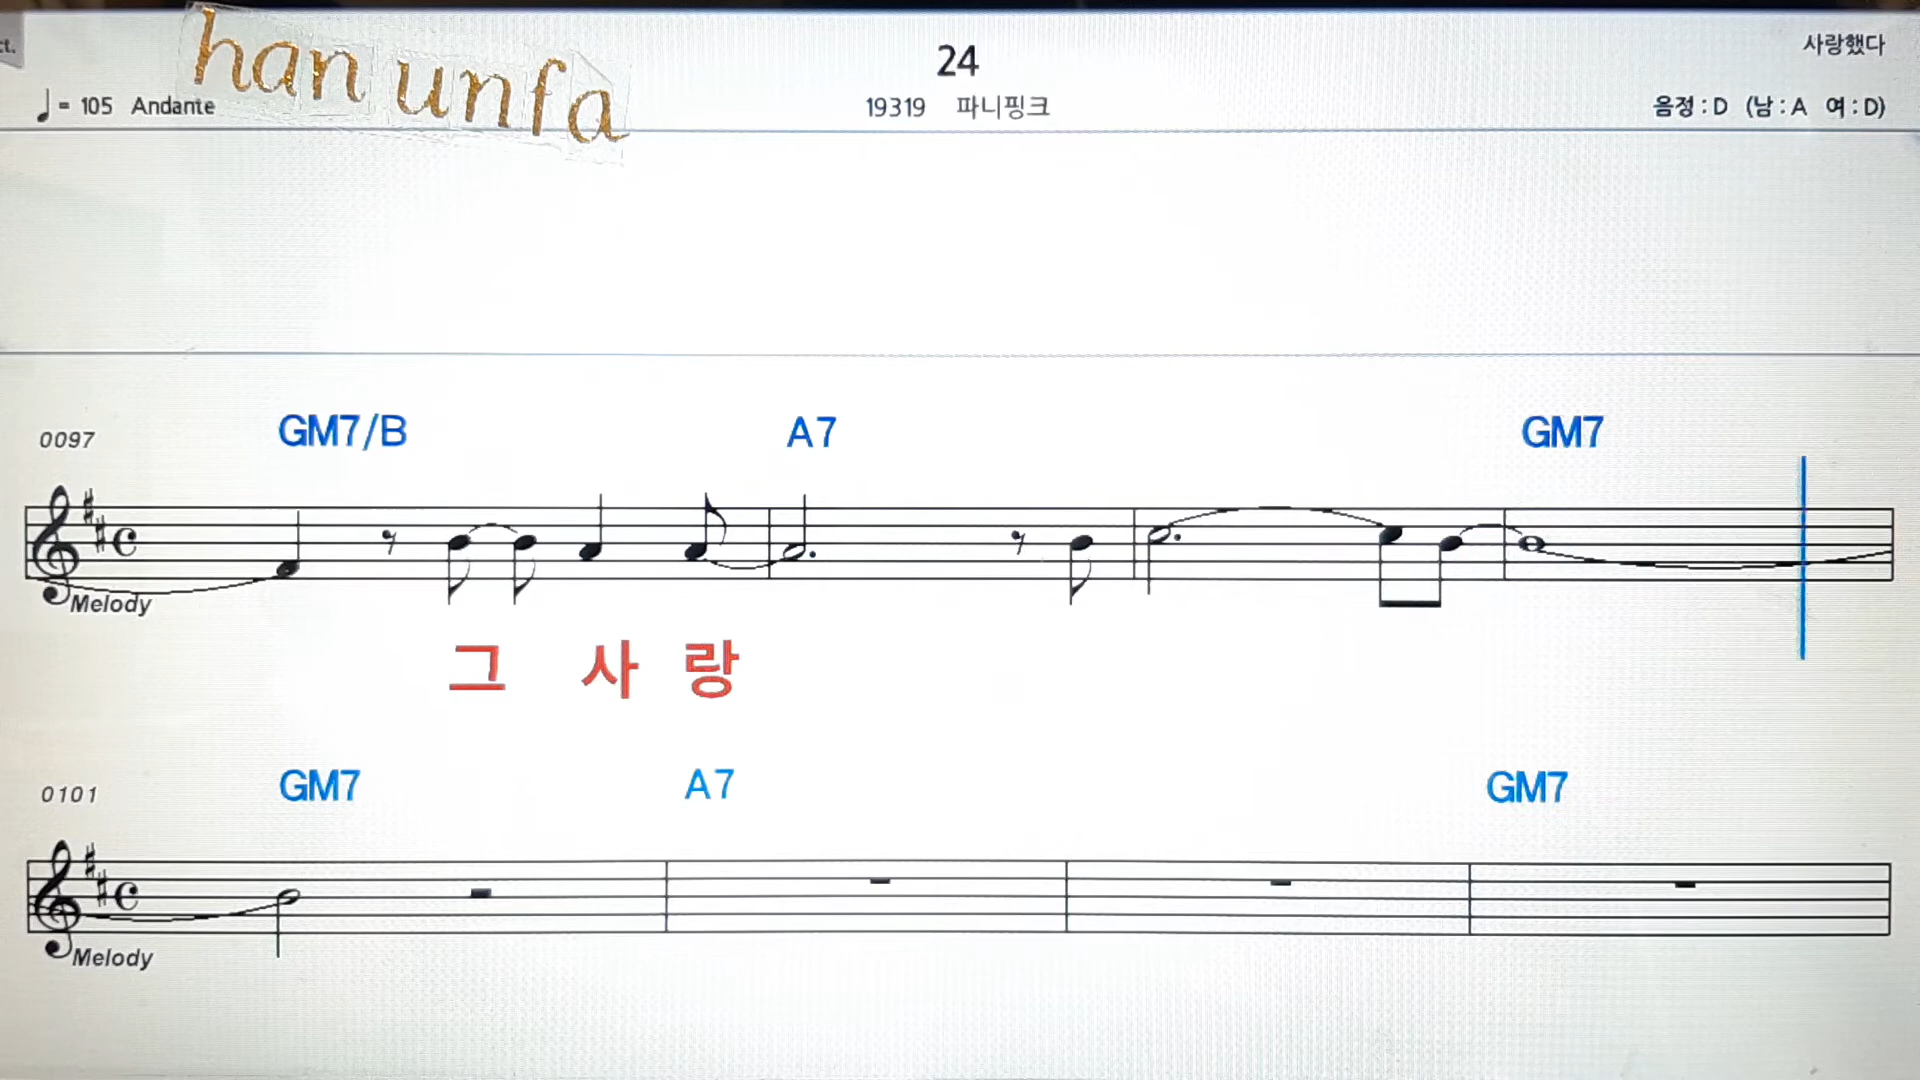 ct.
han unfa
24
사랑했다
♩= 105 Andante
19319 파니핑크
음정 : D (남 : A 여 : D)
GM7/B A7 GM7
0097
Melody
그 사 랑
GM7 A7 GM7
0101
Melody